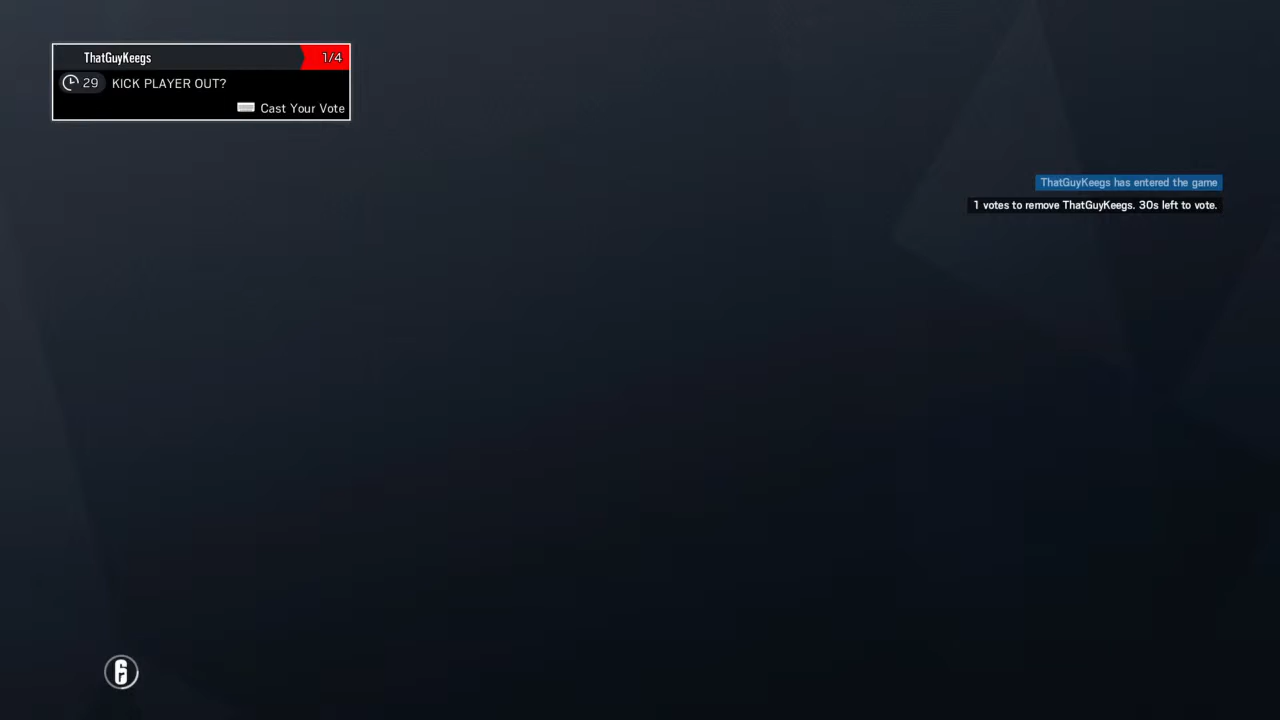 ThatGuyKeegs
1/4
29
KICK PLAYER OUT?
Cast Your Vote
ThatGuyKeegs has entered the game
1 votes to remove ThatGuyKeegs. 30s left to vote.
6